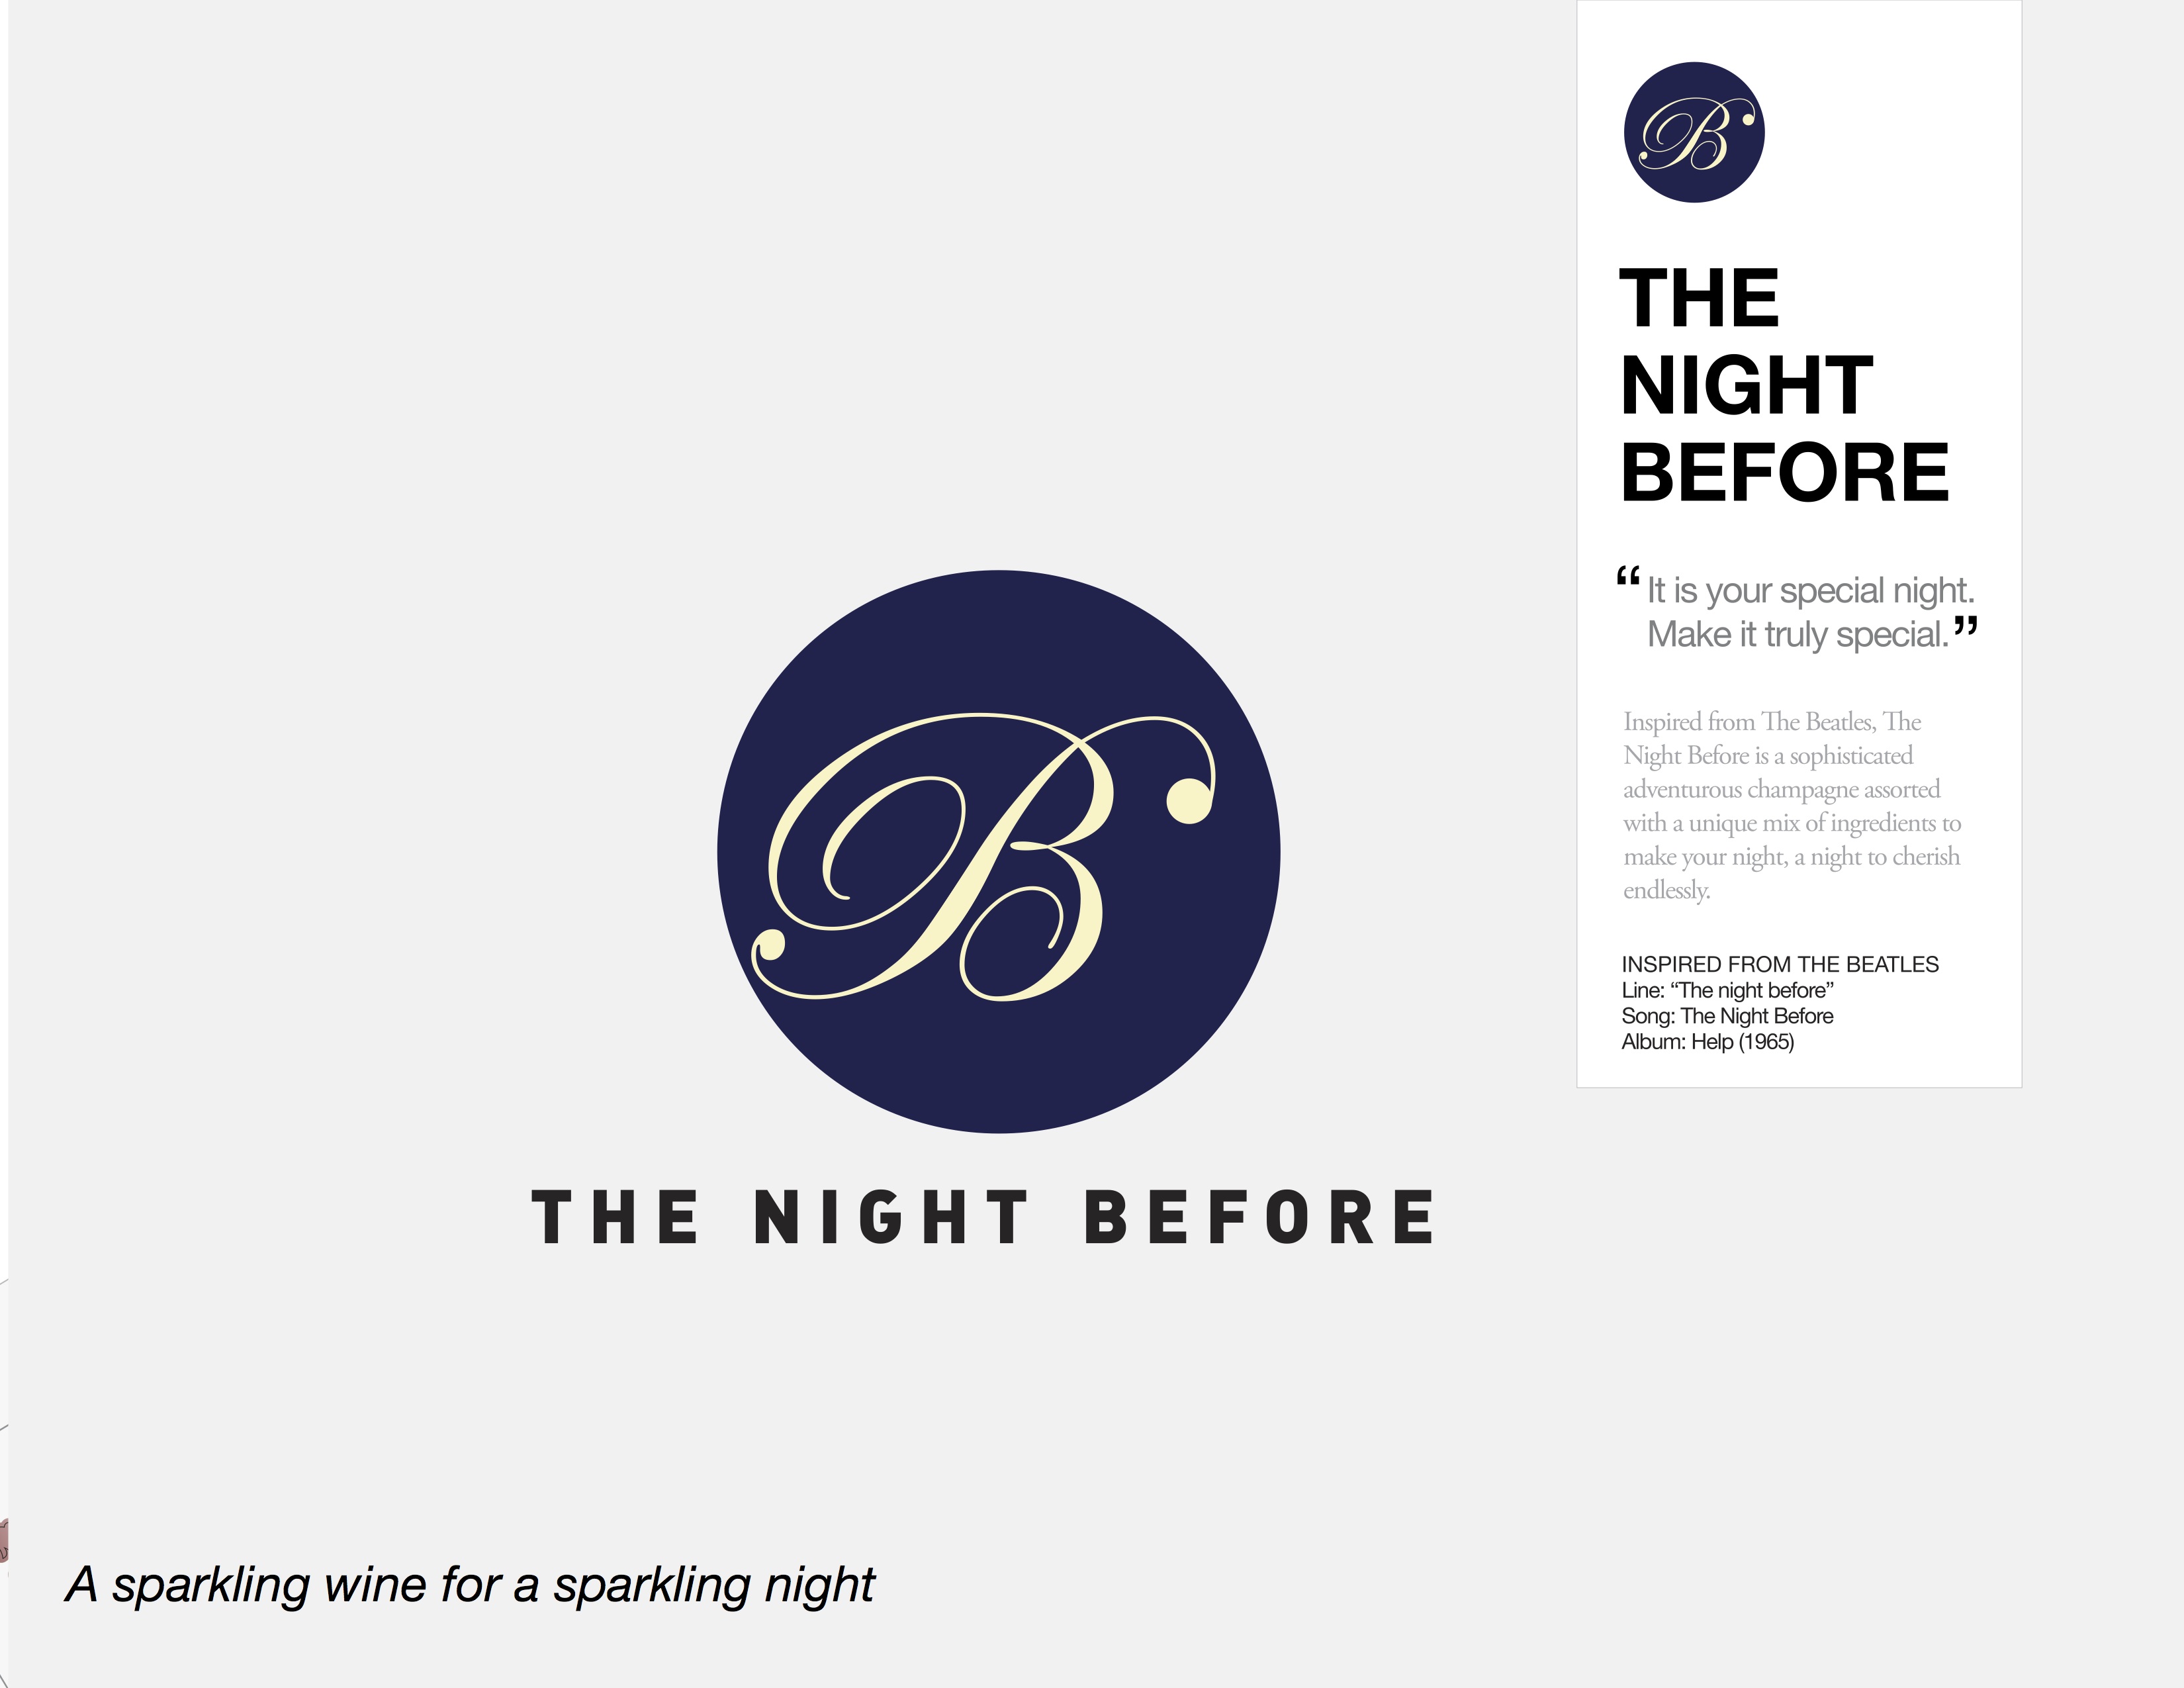 B
THE NIGHT BEFORE
A sparkling wine for a sparkling night
B
THE
NIGHT
BEFORE
“ It is your special night.
Make it truly special.”
Inspired from The Beatles, The
Night Before is a sophisticated
adventurous champagne assorted
with a unique mix of ingredients to
make your night, a night to cherish
endlessly.
INSPIRED FROM THE BEATLES
Line: “The night before”
Song: The Night Before
Album: Help (1965)